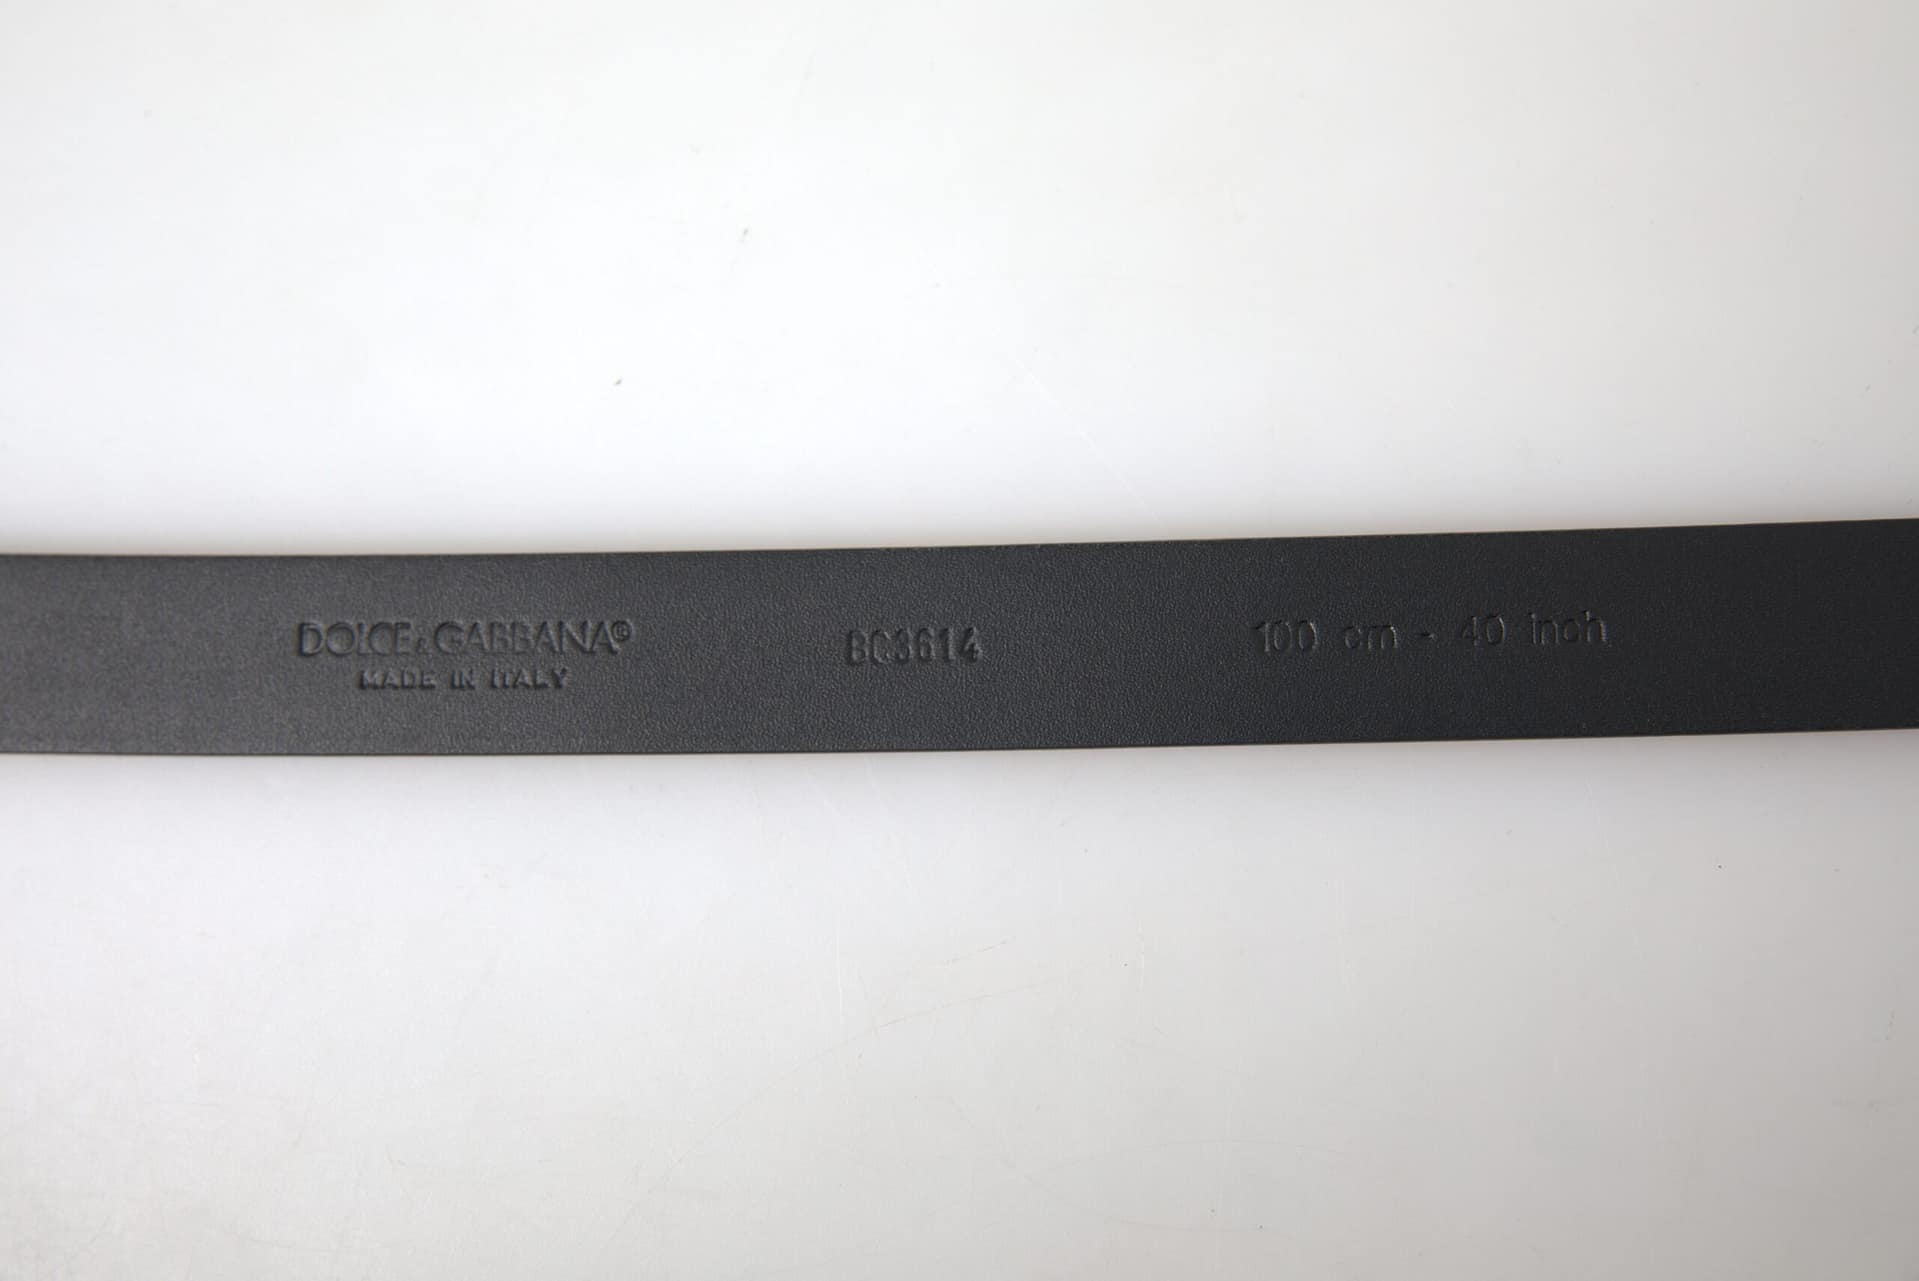 DOLCE & GABBANA®
MADE IN ITALY
BC3614
100 cm - 40 inch